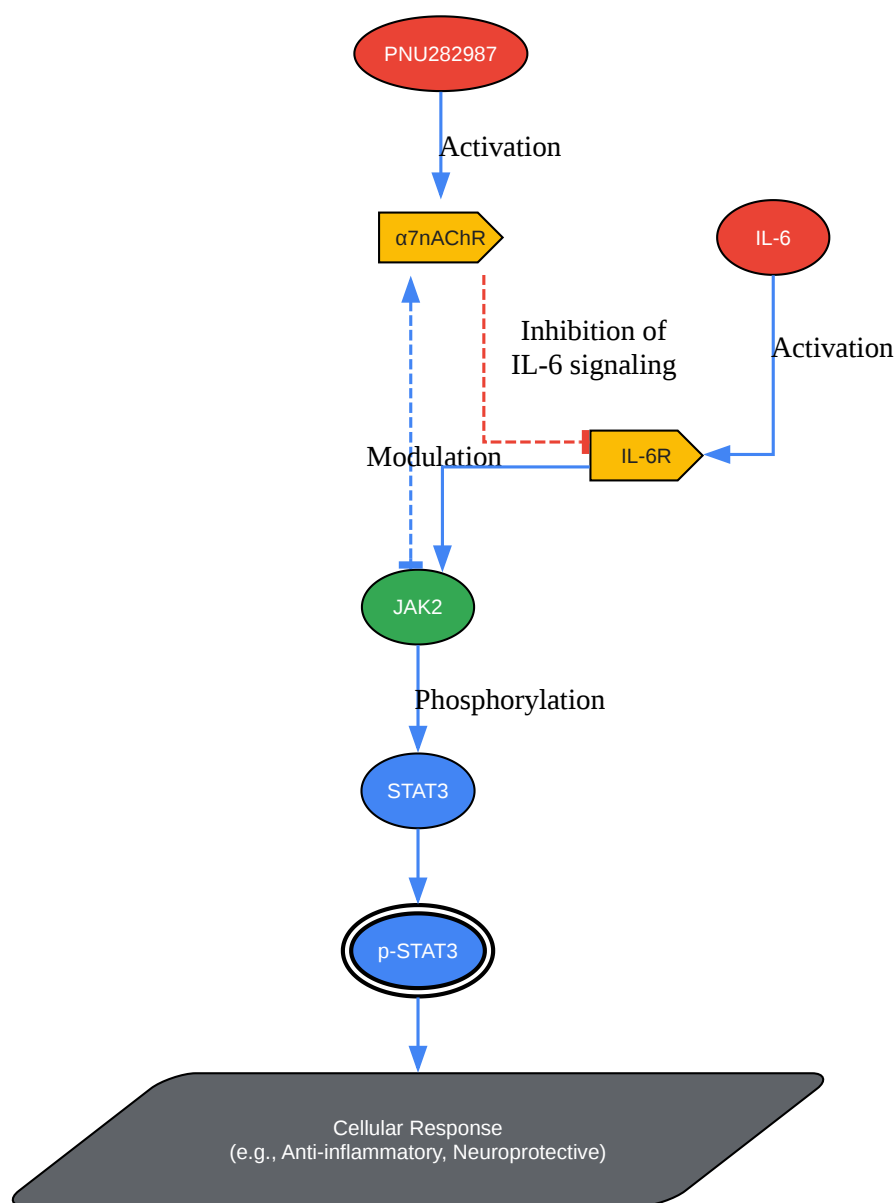 PNU282987
Activation
α7nAChR
IL-6
Inhibition of
IL-6 signaling
Activation
Modulation
IL-6R
JAK2
Phosphorylation
STAT3
p-STAT3
Cellular Response
(e.g., Anti-inflammatory, Neuroprotective)